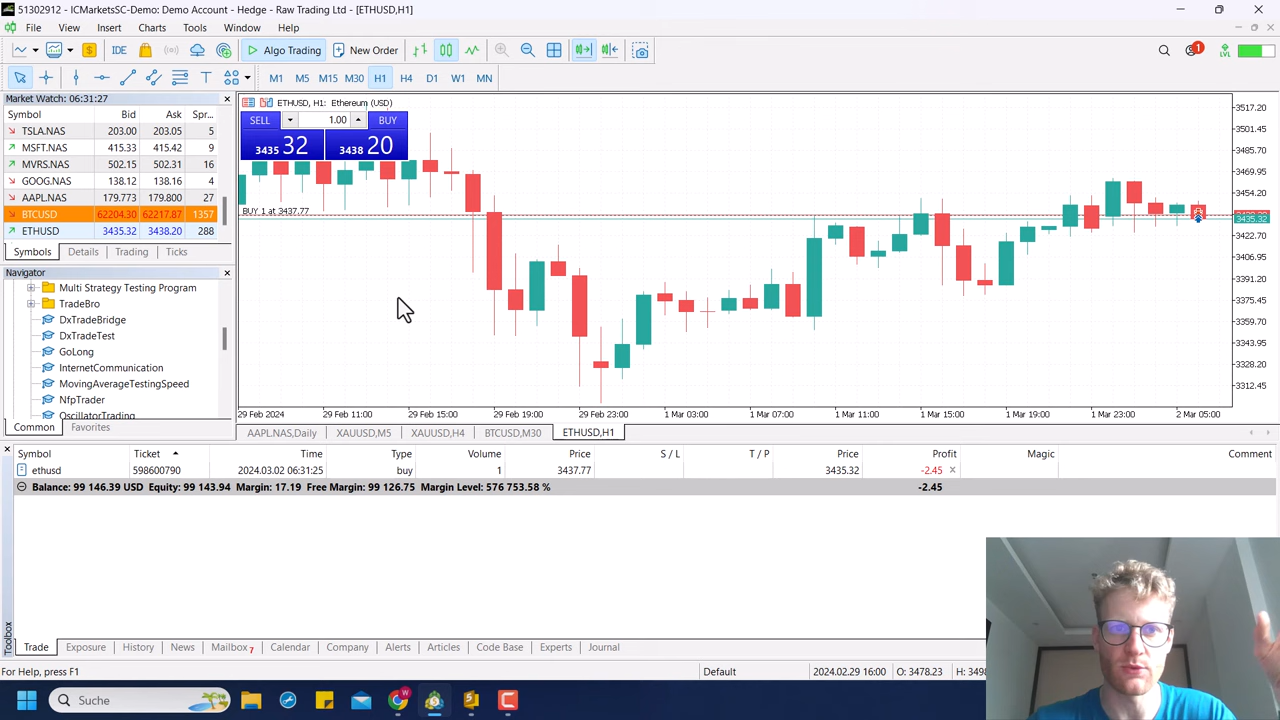 51302912 - ICMarketsSC-Demo: Demo Account - Hedge - Raw Trading Ltd - [ETHUSD,H1]
File View Insert Charts Tools Window Help
IDE Algo Trading New Order 1 LVL
M1 M5 M15 M30 H1 H4 D1 W1 MN
Market Watch: 06:31:27
Symbol Bid Ask Spr...
TSLA.NAS 203.00 203.05 5
MSFT.NAS 415.33 415.42 9
MVRS.NAS 502.15 502.31 16
GOOG.NAS 138.12 138.16 4
AAPL.NAS 179.773 179.800 27
BTCUSD 62204.30 62217.87 1357
ETHUSD 3435.32 3438.20 288
Symbols Details Trading Ticks
Navigator
Multi Strategy Testing Program
TradeBro
DxTradeBridge
DxTradeTest
GoLong
InternetCommunication
MovingAverageTestingSpeed
NfpTrader
OscillatorTrading
Common Favorites
ETHUSD, H1: Ethereum (USD)
SELL 1.00 BUY
3435 32 3438 20
BUY 1 at 3437.77
3517.20
3501.45
3485.70
3469.95
3454.20
3435.32
3422.70
3406.95
3391.20
3375.45
3359.70
3343.95
3328.20
3312.45
29 Feb 2024 29 Feb 11:00 29 Feb 15:00 29 Feb 19:00 29 Feb 23:00 1 Mar 03:00 1 Mar 07:00 1 Mar 11:00 1 Mar 15:00 1 Mar 19:00 1 Mar 23:00 2 Mar 05:00
AAPL.NAS,Daily XAUUSD,M5 XAUUSD,H4 BTCUSD,M30 ETHUSD,H1
Symbol Ticket Time Type Volume Price S / L T / P Price Profit Magic Comment
ethusd 598600790 2024.03.02 06:31:25 buy 1 3437.77 3435.32 -2.45
Balance: 99 146.39 USD Equity: 99 143.94 Margin: 17.19 Free Margin: 99 126.75 Margin Level: 576 753.58 % -2.45
Toolbox
Trade Exposure History News Mailbox 7 Calendar Company Alerts Articles Code Base Experts Journal
For Help, press F1 Default 2024.02.29 16:00 O: 3478.23
Suche